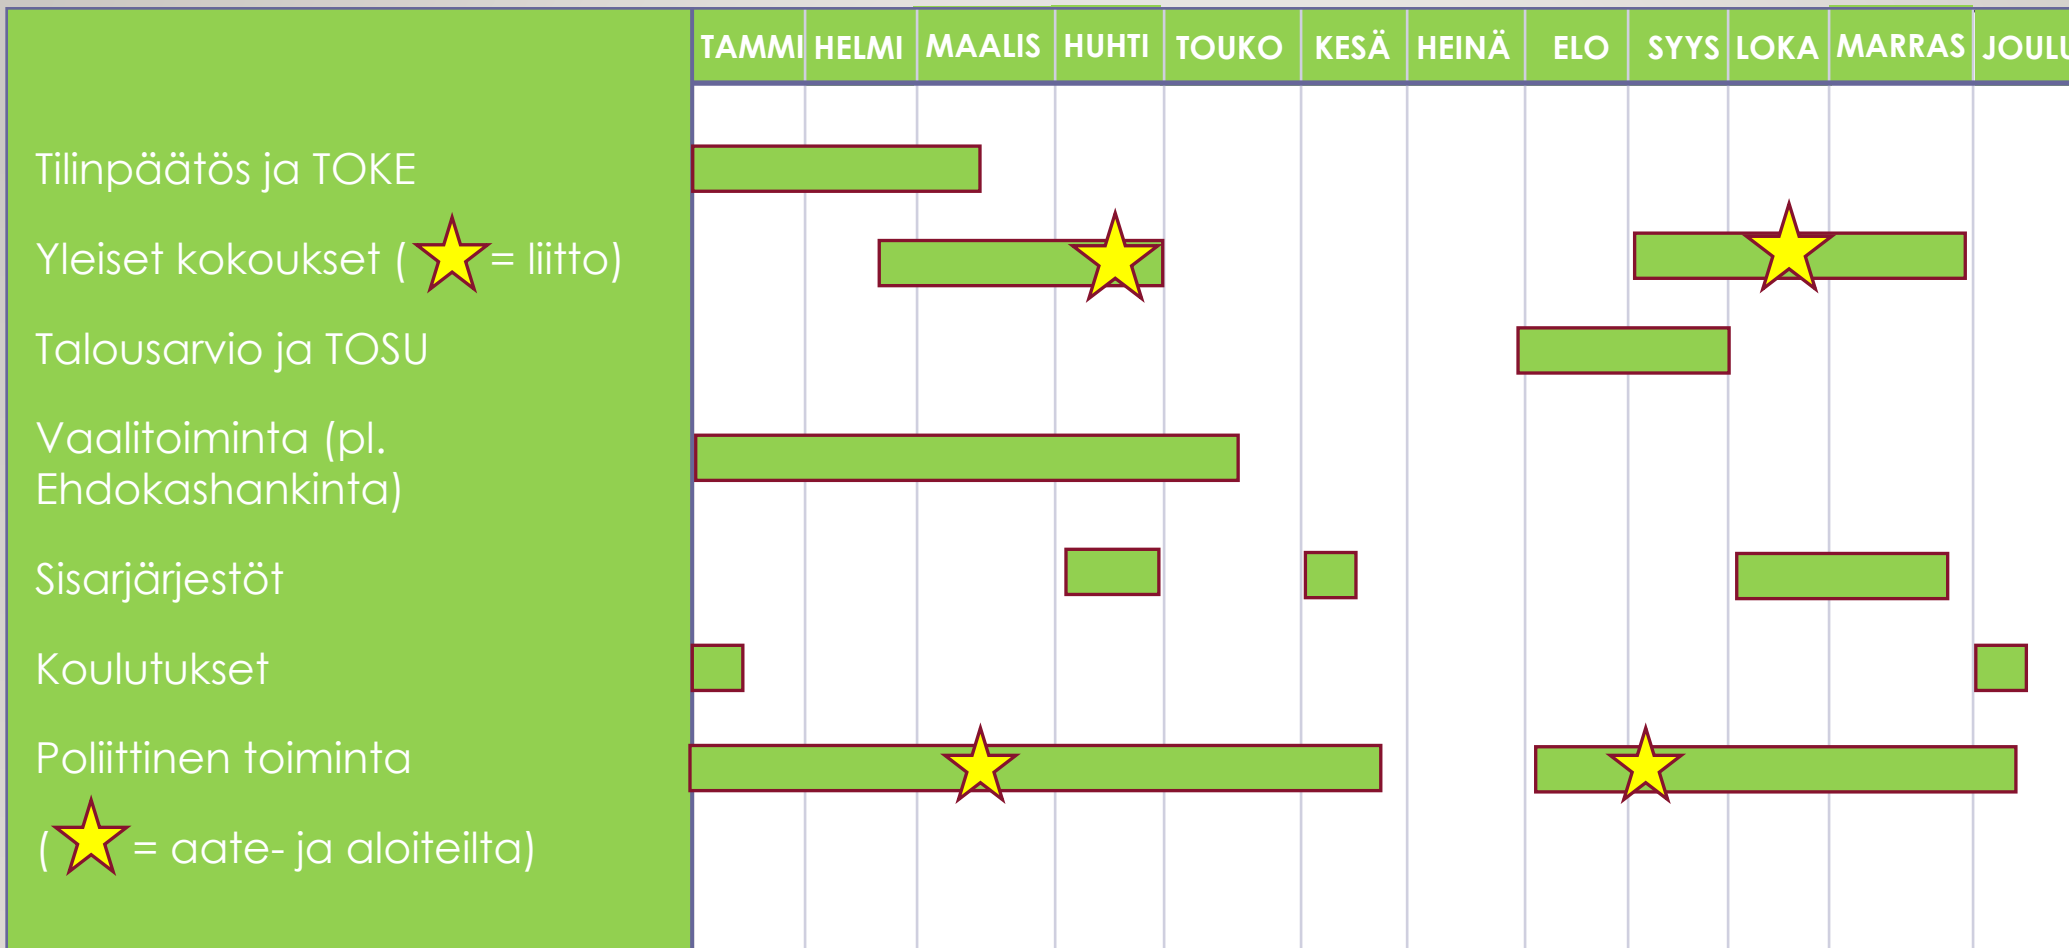 TAMMI HELMI MAALIS HUHTI TOUKO KESÄ HEINÄ ELO SYYS LOKA MARRAS JOULU
Tilinpäätös ja TOKE
Yleiset kokoukset ( = liitto)
Talousarvio ja TOSU
Vaalitoiminta (pl.
Ehdokashankinta)
Sisarjärjestöt
Koulutukset
Poliittinen toiminta
( = aate- ja aloiteilta)